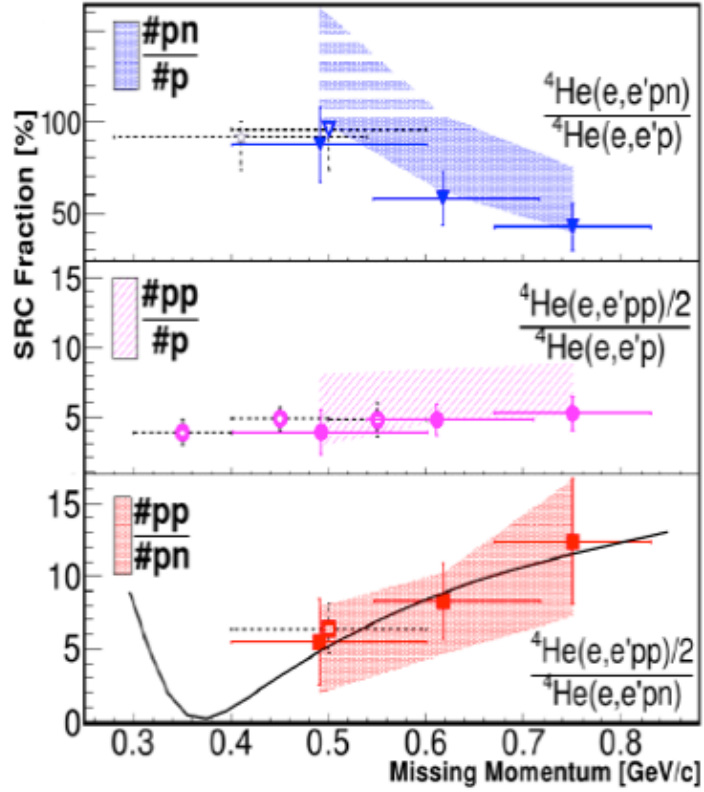 SRC Fraction [%]
#pn
#p
⁴He(e,e'pn)
⁴He(e,e'p)
100
50
#pp
#p
⁴He(e,e'pp)/2
⁴He(e,e'p)
15
10
5
#pp
#pn
15
10
5
0
⁴He(e,e'pp)/2
⁴He(e,e'pn)
0.3 0.4 0.5 0.6 0.7 0.8
Missing Momentum [GeV/c]